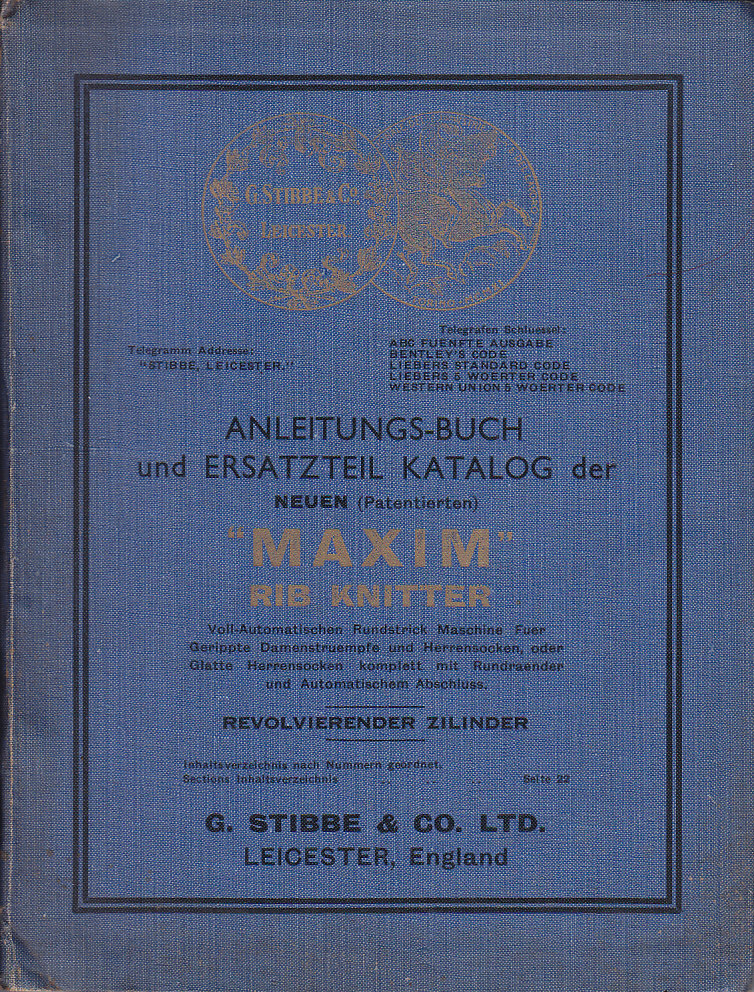 G. STIBBE & Co.
LEICESTER.
Telegramm Addresse:
"STIBBE, LEICESTER."
Telegrafen Schluessel:
ABC FUENFTE AUSGABE
BENTLEY'S CODE
LIEBERS STANDARD CODE
LIEBERS 5 WOERTER CODE
WESTERN UNION 5 WOERTER CODE
ANLEITUNGS-BUCH
und ERSATZTEIL KATALOG der
NEUEN (Patentierten)
"MAXIM"
RIB KNITTER
Voll-Automatischen Rundstrick Maschine Fuer
Gerippte Damenstruempfe und Herrensocken, oder
Glatte Herrensocken komplett mit Rundraender
und Automatischem Abschluss.
REVOLVIERENDER ZILINDER
Inhaltsverzeichnis nach Nummern geordnet.
Sections Inhaltsverzeichnis .. .. .. Seite 22
G. STIBBE & CO. LTD.
LEICESTER, England